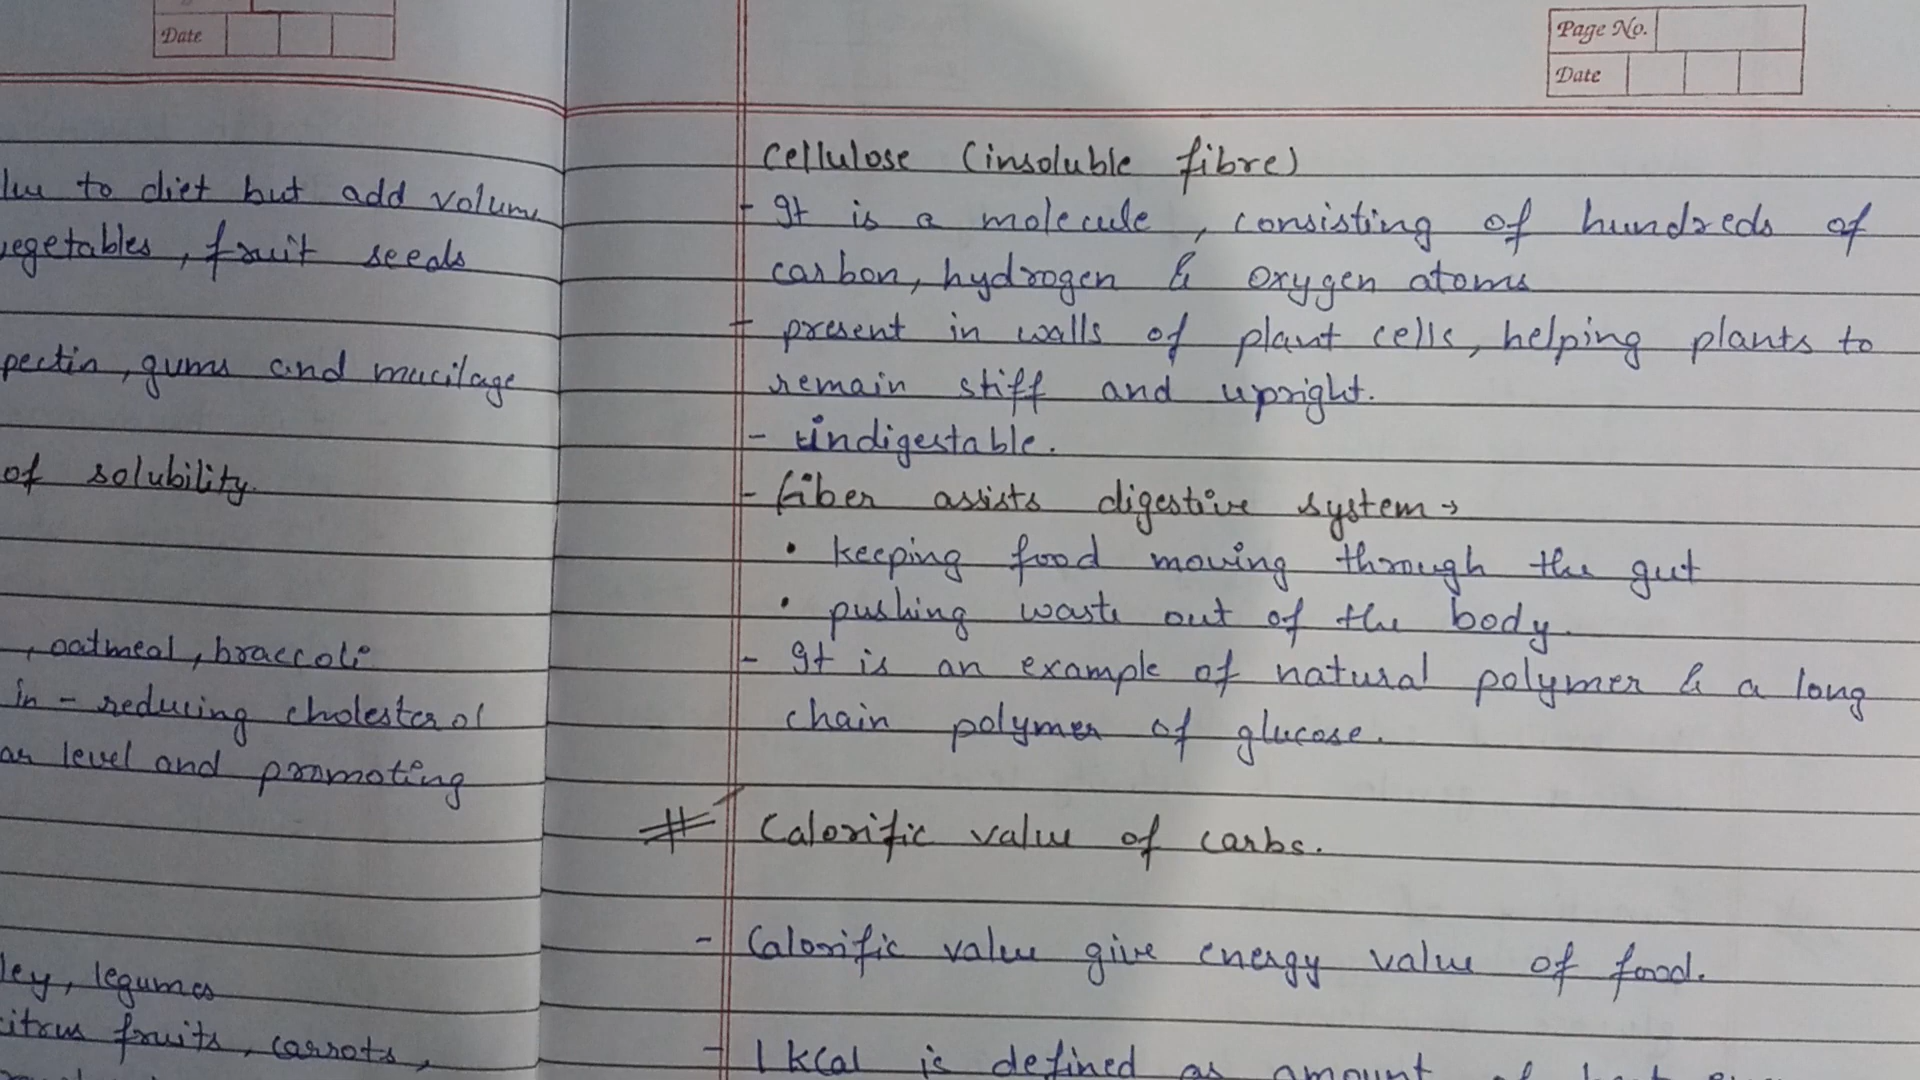 Date
lue to diet but add volume
vegetables, fruit seeds
pectin, gums and mucilage
of solubility.
, oatmeal, braccoli
in - reducing cholesterol
level and promoting
ley, legumes
citrus fruits, carrots,
Page No.
Date
cellulose (insoluble fibre)
- It is a molecule, consisting of hundreds of
carbon, hydrogen & oxygen atoms
- present in walls of plant cells, helping plants to
remain stiff and upright.
- indigestable.
- fiber assists digestive system →
• keeping food moving through the gut
• pushing waste out of the body.
- It is an example of natural polymer & a long
chain polymer of glucose.
# Calorific value of carbs.
- Calorific value give energy value of food.
- 1 kcal is defined as amount of